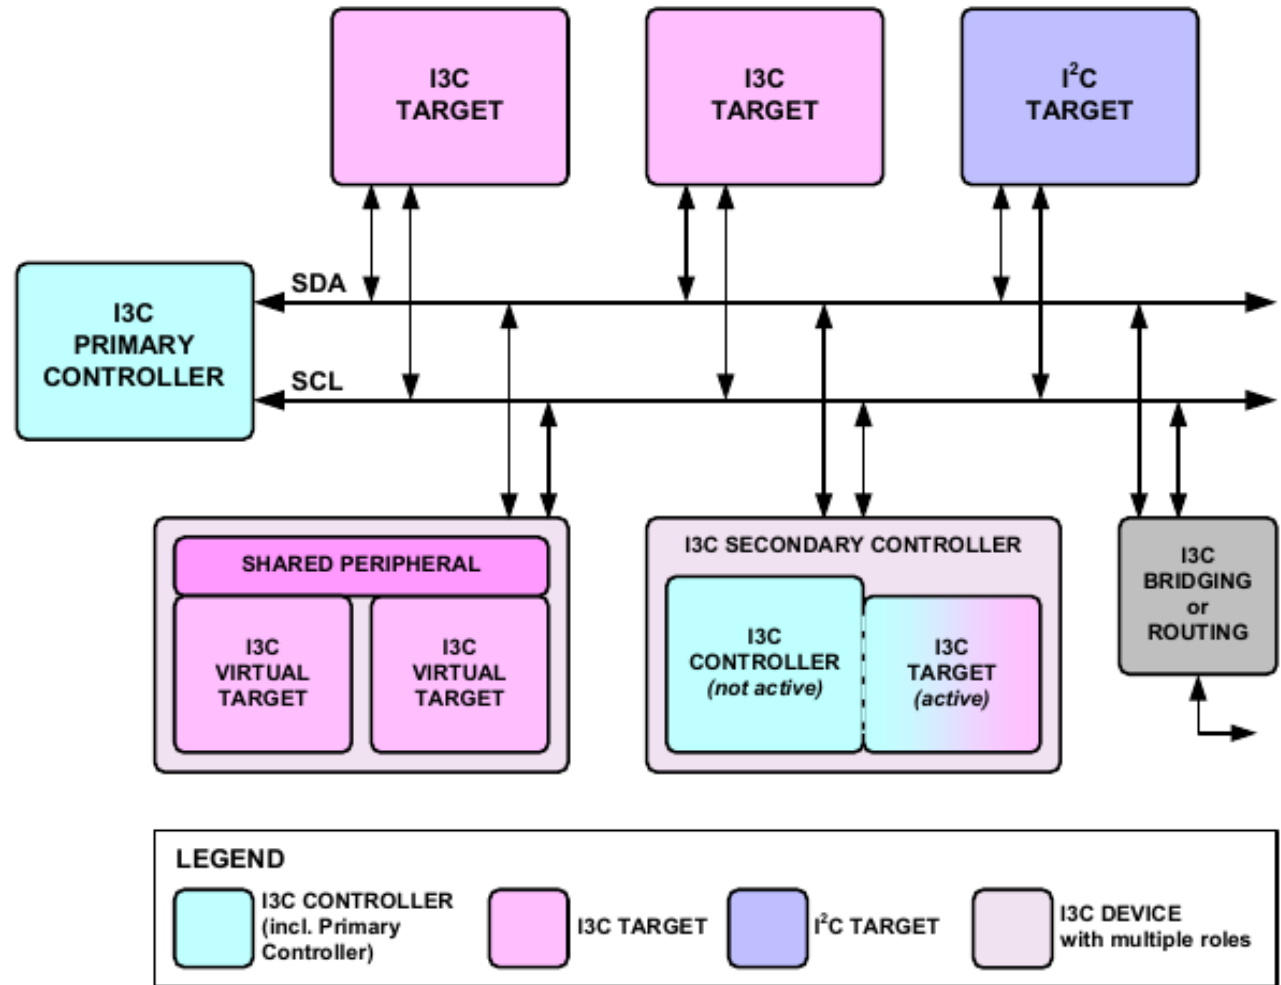 I3C
TARGET
I3C
TARGET
I²C
TARGET
I3C
PRIMARY
CONTROLLER
SDA
SCL
SHARED PERIPHERAL
I3C
VIRTUAL
TARGET
I3C
VIRTUAL
TARGET
I3C SECONDARY CONTROLLER
I3C
CONTROLLER
(not active)
I3C
TARGET
(active)
I3C
BRIDGING
or
ROUTING
LEGEND
I3C CONTROLLER
(incl. Primary
Controller)
I3C TARGET
I²C TARGET
I3C DEVICE
with multiple roles